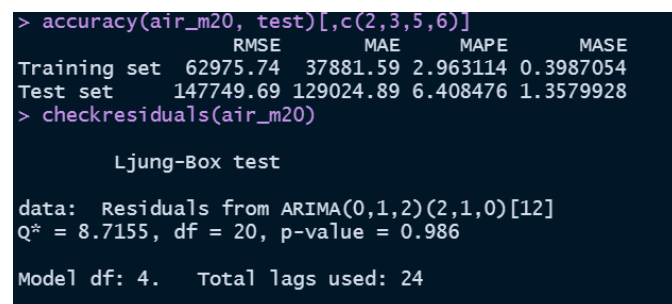 > accuracy(air_m20, test)[,c(2,3,5,6)]
RMSE MAE MAPE MASE
Training set 62975.74 37881.59 2.963114 0.3987054
Test set 147749.69 129024.89 6.408476 1.3579928
> checkresiduals(air_m20)
Ljung-Box test
data: Residuals from ARIMA(0,1,2)(2,1,0)[12]
Q* = 8.7155, df = 20, p-value = 0.986
Model df: 4. Total lags used: 24